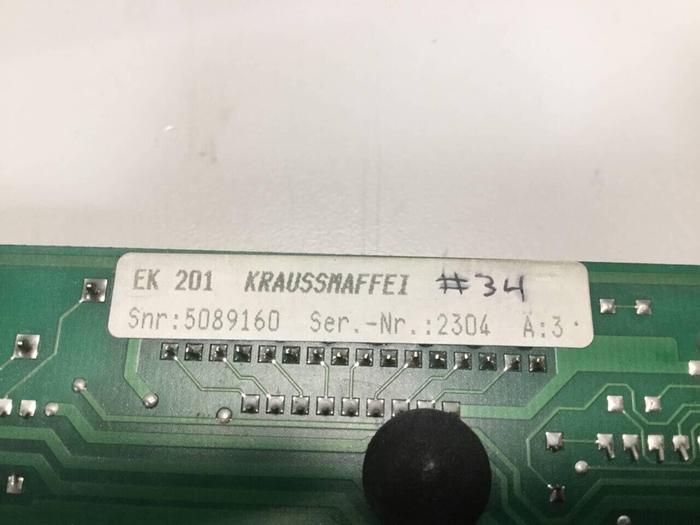 EK 201 KRAUSSMAFFEI #34
Snr:5089160 Ser.-Nr.:2304 Ä:3